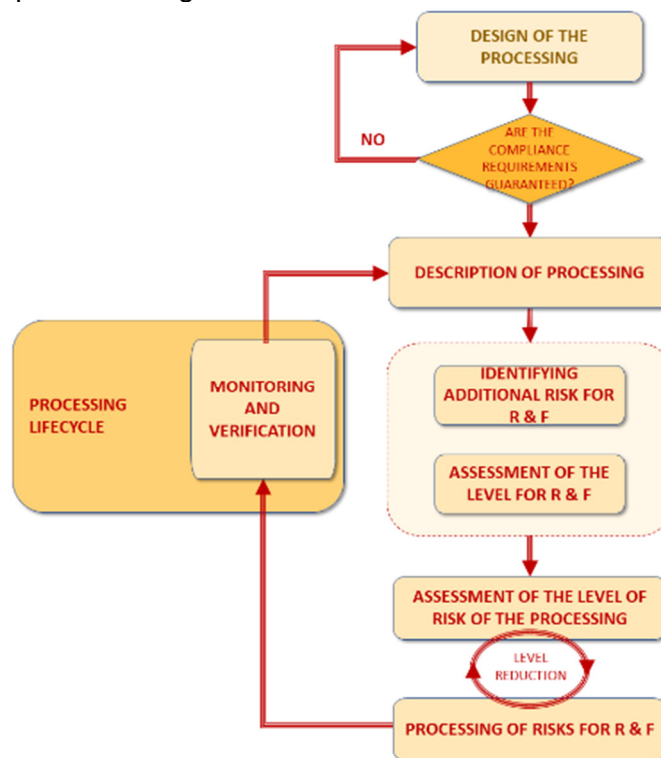 DESIGN OF THE
PROCESSING
ARE THE
COMPLIANCE
REQUIREMENTS
GUARANTEED?
NO
DESCRIPTION OF PROCESSING
IDENTIFYING
ADDITIONAL RISK FOR
R & F
PROCESSING
LIFECYCLE
MONITORING
AND
VERIFICATION
ASSESSMENT OF THE
LEVEL FOR R & F
ASSESSMENT OF THE LEVEL OF
RISK OF THE PROCESSING
LEVEL
REDUCTION
PROCESSING OF RISKS FOR R & F